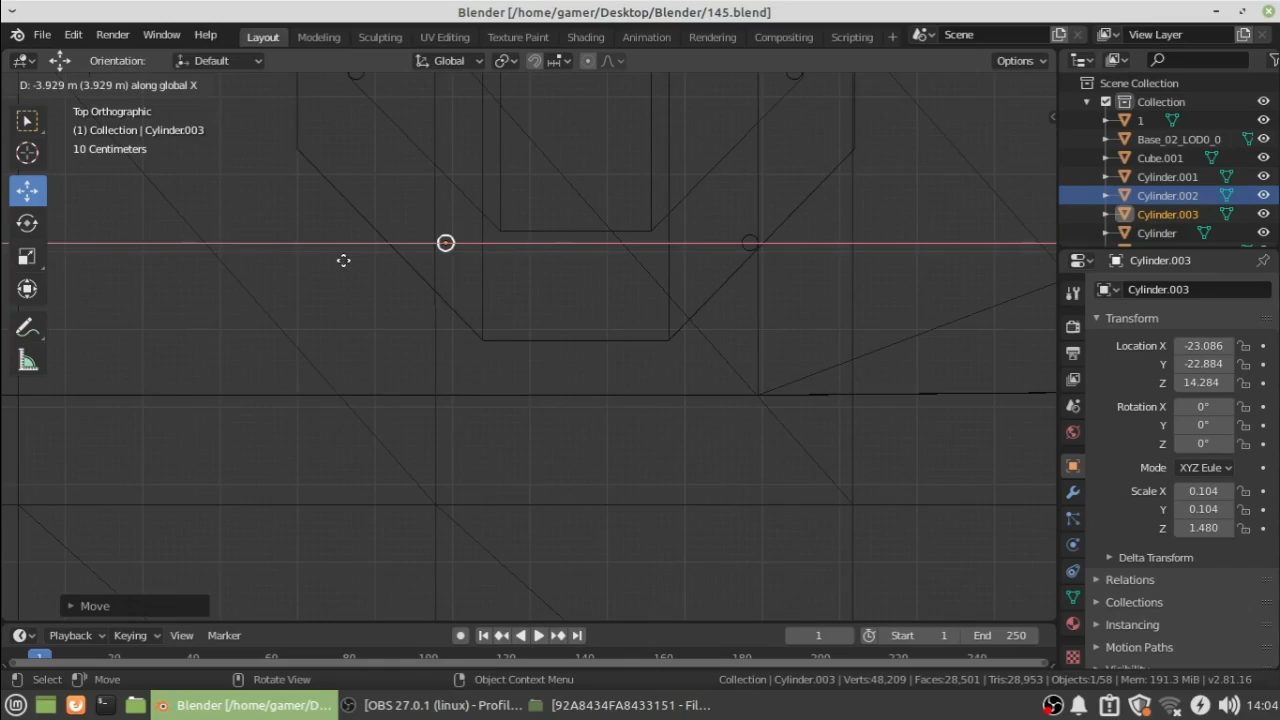 Blender [/home/gamer/Desktop/Blender/145.blend]
File Edit Render Window Help Layout Modeling Sculpting UV Editing Texture Paint Shading Animation Rendering Compositing Scripting Scene View Layer
Orientation: Default Global Options
D: -3.929 m (3.929 m) along global X
Top Orthographic
(1) Collection | Cylinder.003
10 Centimeters
Scene Collection
Collection
1
Base_02_LOD0_0
Cube.001
Cylinder.001
Cylinder.002
Cylinder.003
Cylinder
Cylinder.003
Cylinder.003
Transform
Location X -23.086
Y -22.884
Z 14.284
Rotation X 0°
Y 0°
Z 0°
Mode XYZ Eule
Scale X 0.104
Y 0.104
Z 1.480
Delta Transform
Relations
Collections
Instancing
Motion Paths
Move
Playback Keying View Marker 1 Start 1 End 250
1 20 40 60 80 100 120 140 160 180 200 220 240
Select Move Rotate View Object Context Menu Collection | Cylinder.003 | Verts:48,209 | Faces:28,501 | Tris:28,953 | Objects:1/58 | Mem: 191.3 MiB | v2.81.16
Blender [/home/gamer/D... [OBS 27.0.1 (linux) - Profil... [92A8434FA8433151 - Fil... 14:04